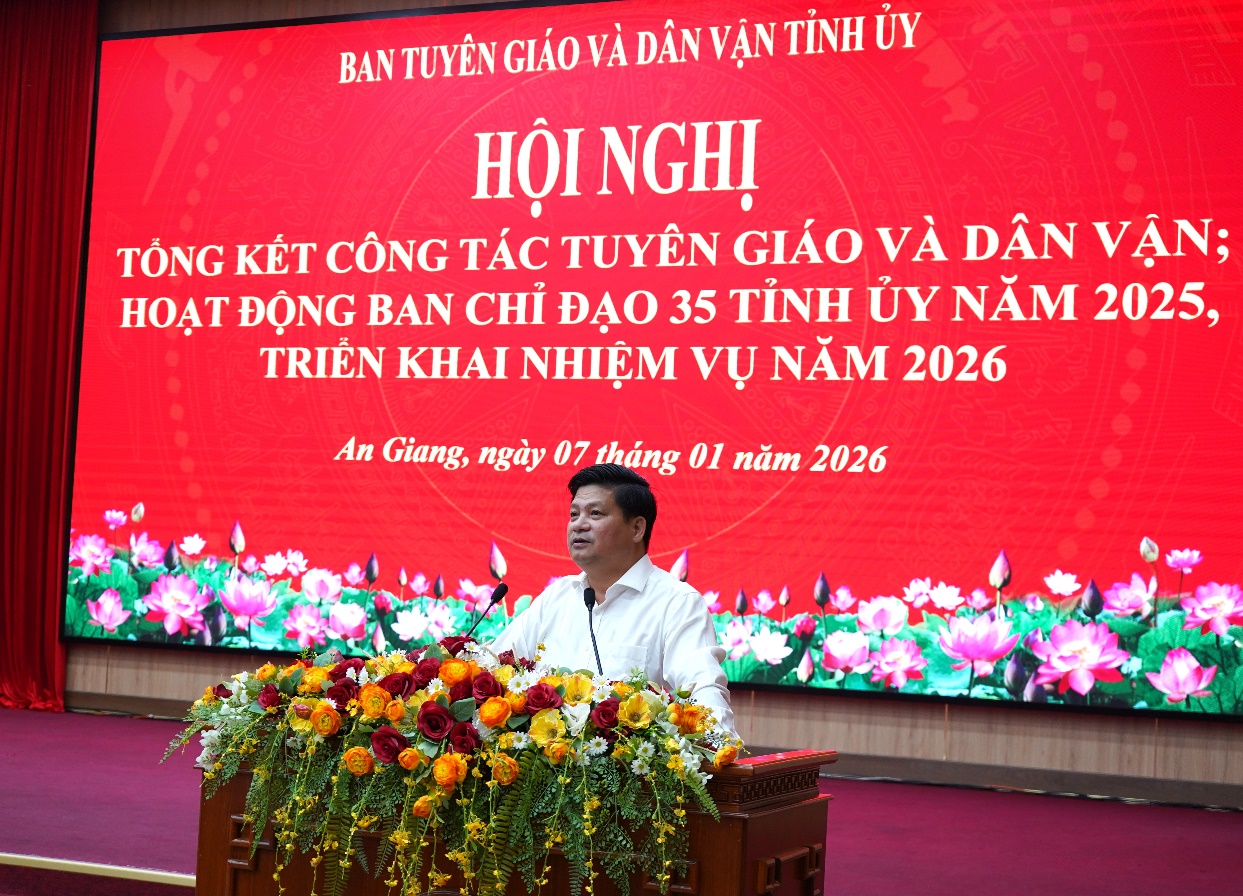 BAN TUYÊN GIÁO VÀ DÂN VẬN TỈNH ỦY
HỘI NGHỊ
TỔNG KẾT CÔNG TÁC TUYÊN GIÁO VÀ DÂN VẬN;
HOẠT ĐỘNG BAN CHỈ ĐẠO 35 TỈNH ỦY NĂM 2025,
TRIỂN KHAI NHIỆM VỤ NĂM 2026
An Giang, ngày 07 tháng 01 năm 2026